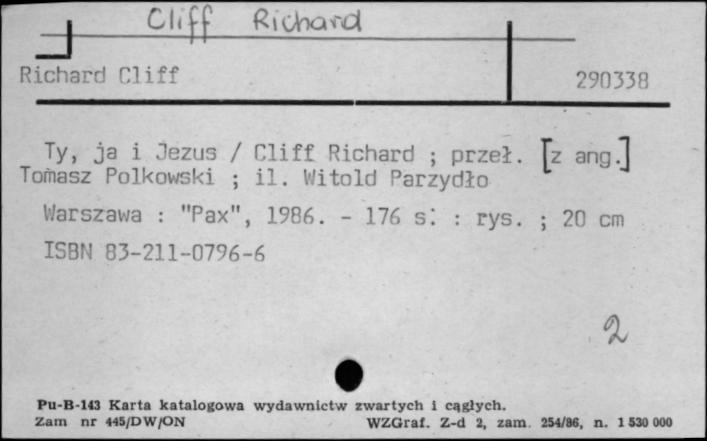 Cliff Richard
Richard Cliff 290338
Ty, ja i Jezus / Cliff Richard ; przeł. [z ang.]
Tomasz Polkowski ; il. Witold Parzydło
Warszawa : "Pax", 1986. - 176 s. : rys. ; 20 cm
ISBN 83-211-0796-6
2
Pu-B-143 Karta katalogowa wydawnictw zwartych i cągłych.
Zam nr 445/DW/ON WZGraf. Z-d 2, zam. 254/86, n. 1 530 000